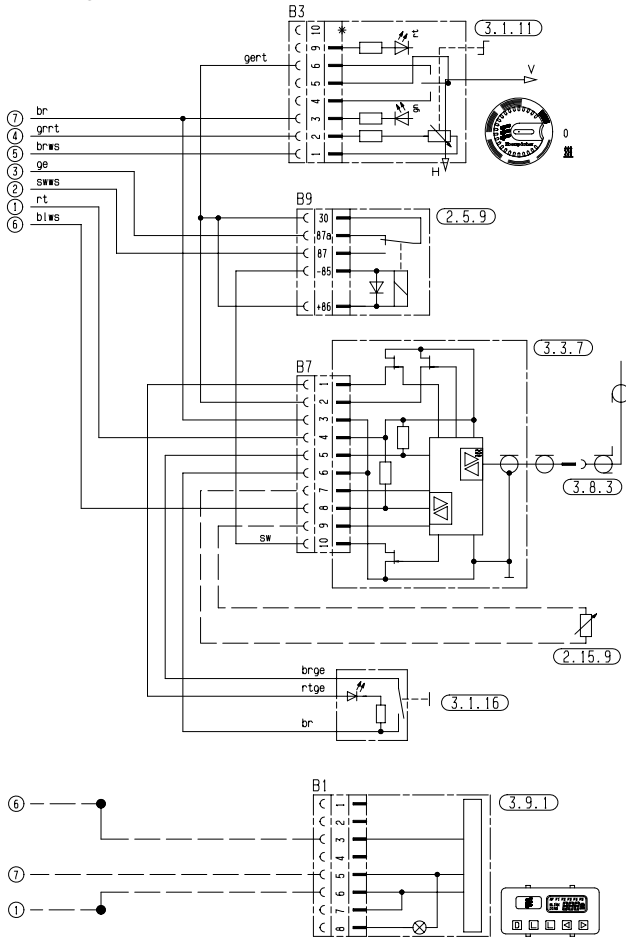 B3
10
9
6
5
4
3
2
1
*
rt
gn
3.1.11
V
H
0
gert
7 br
4 grrt
5 brws
3 ge
2 swws
1 rt
6 blws
B9
30
87a
87
-85
+86
2.5.9
B7
1
2
3
4
5
6
7
8
9
10
sw
3.3.7
3.8.3
2.15.9
brge
rtge
br
3.1.16
B1
1
2
3
4
5
6
7
8
3.9.1
6
7
1